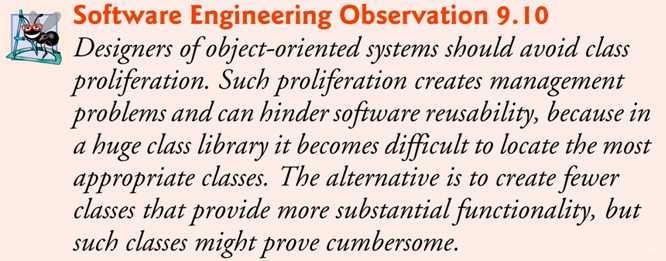 Software Engineering Observation 9.10
Designers of object-oriented systems should avoid class
proliferation. Such proliferation creates management
problems and can hinder software reusability, because in
a huge class library it becomes difficult to locate the most
appropriate classes. The alternative is to create fewer
classes that provide more substantial functionality, but
such classes might prove cumbersome.